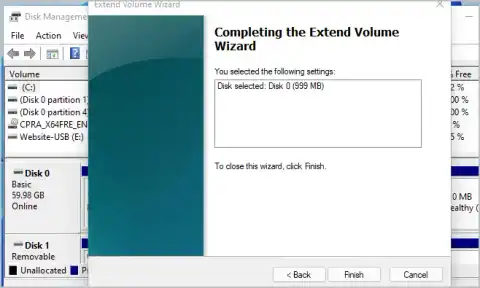 Extend Volume Wizard
Disk Manageme
File Action View
Volume
% Free
(C:)
2 %
(Disk 0 partition 1)
00 %
(Disk 0 partition 4)
00 %
CPRA_X64FRE_EN
%
Website-USB (E:)
5 %
Completing the Extend Volume
Wizard
You selected the following settings:
Disk selected: Disk 0 (999 MB)
To close this wizard, click Finish.
Disk 0
Basic
59.98 GB
Online
0 MB
ealthy (
Disk 1
Removable
Unallocated P
< Back Finish Cancel